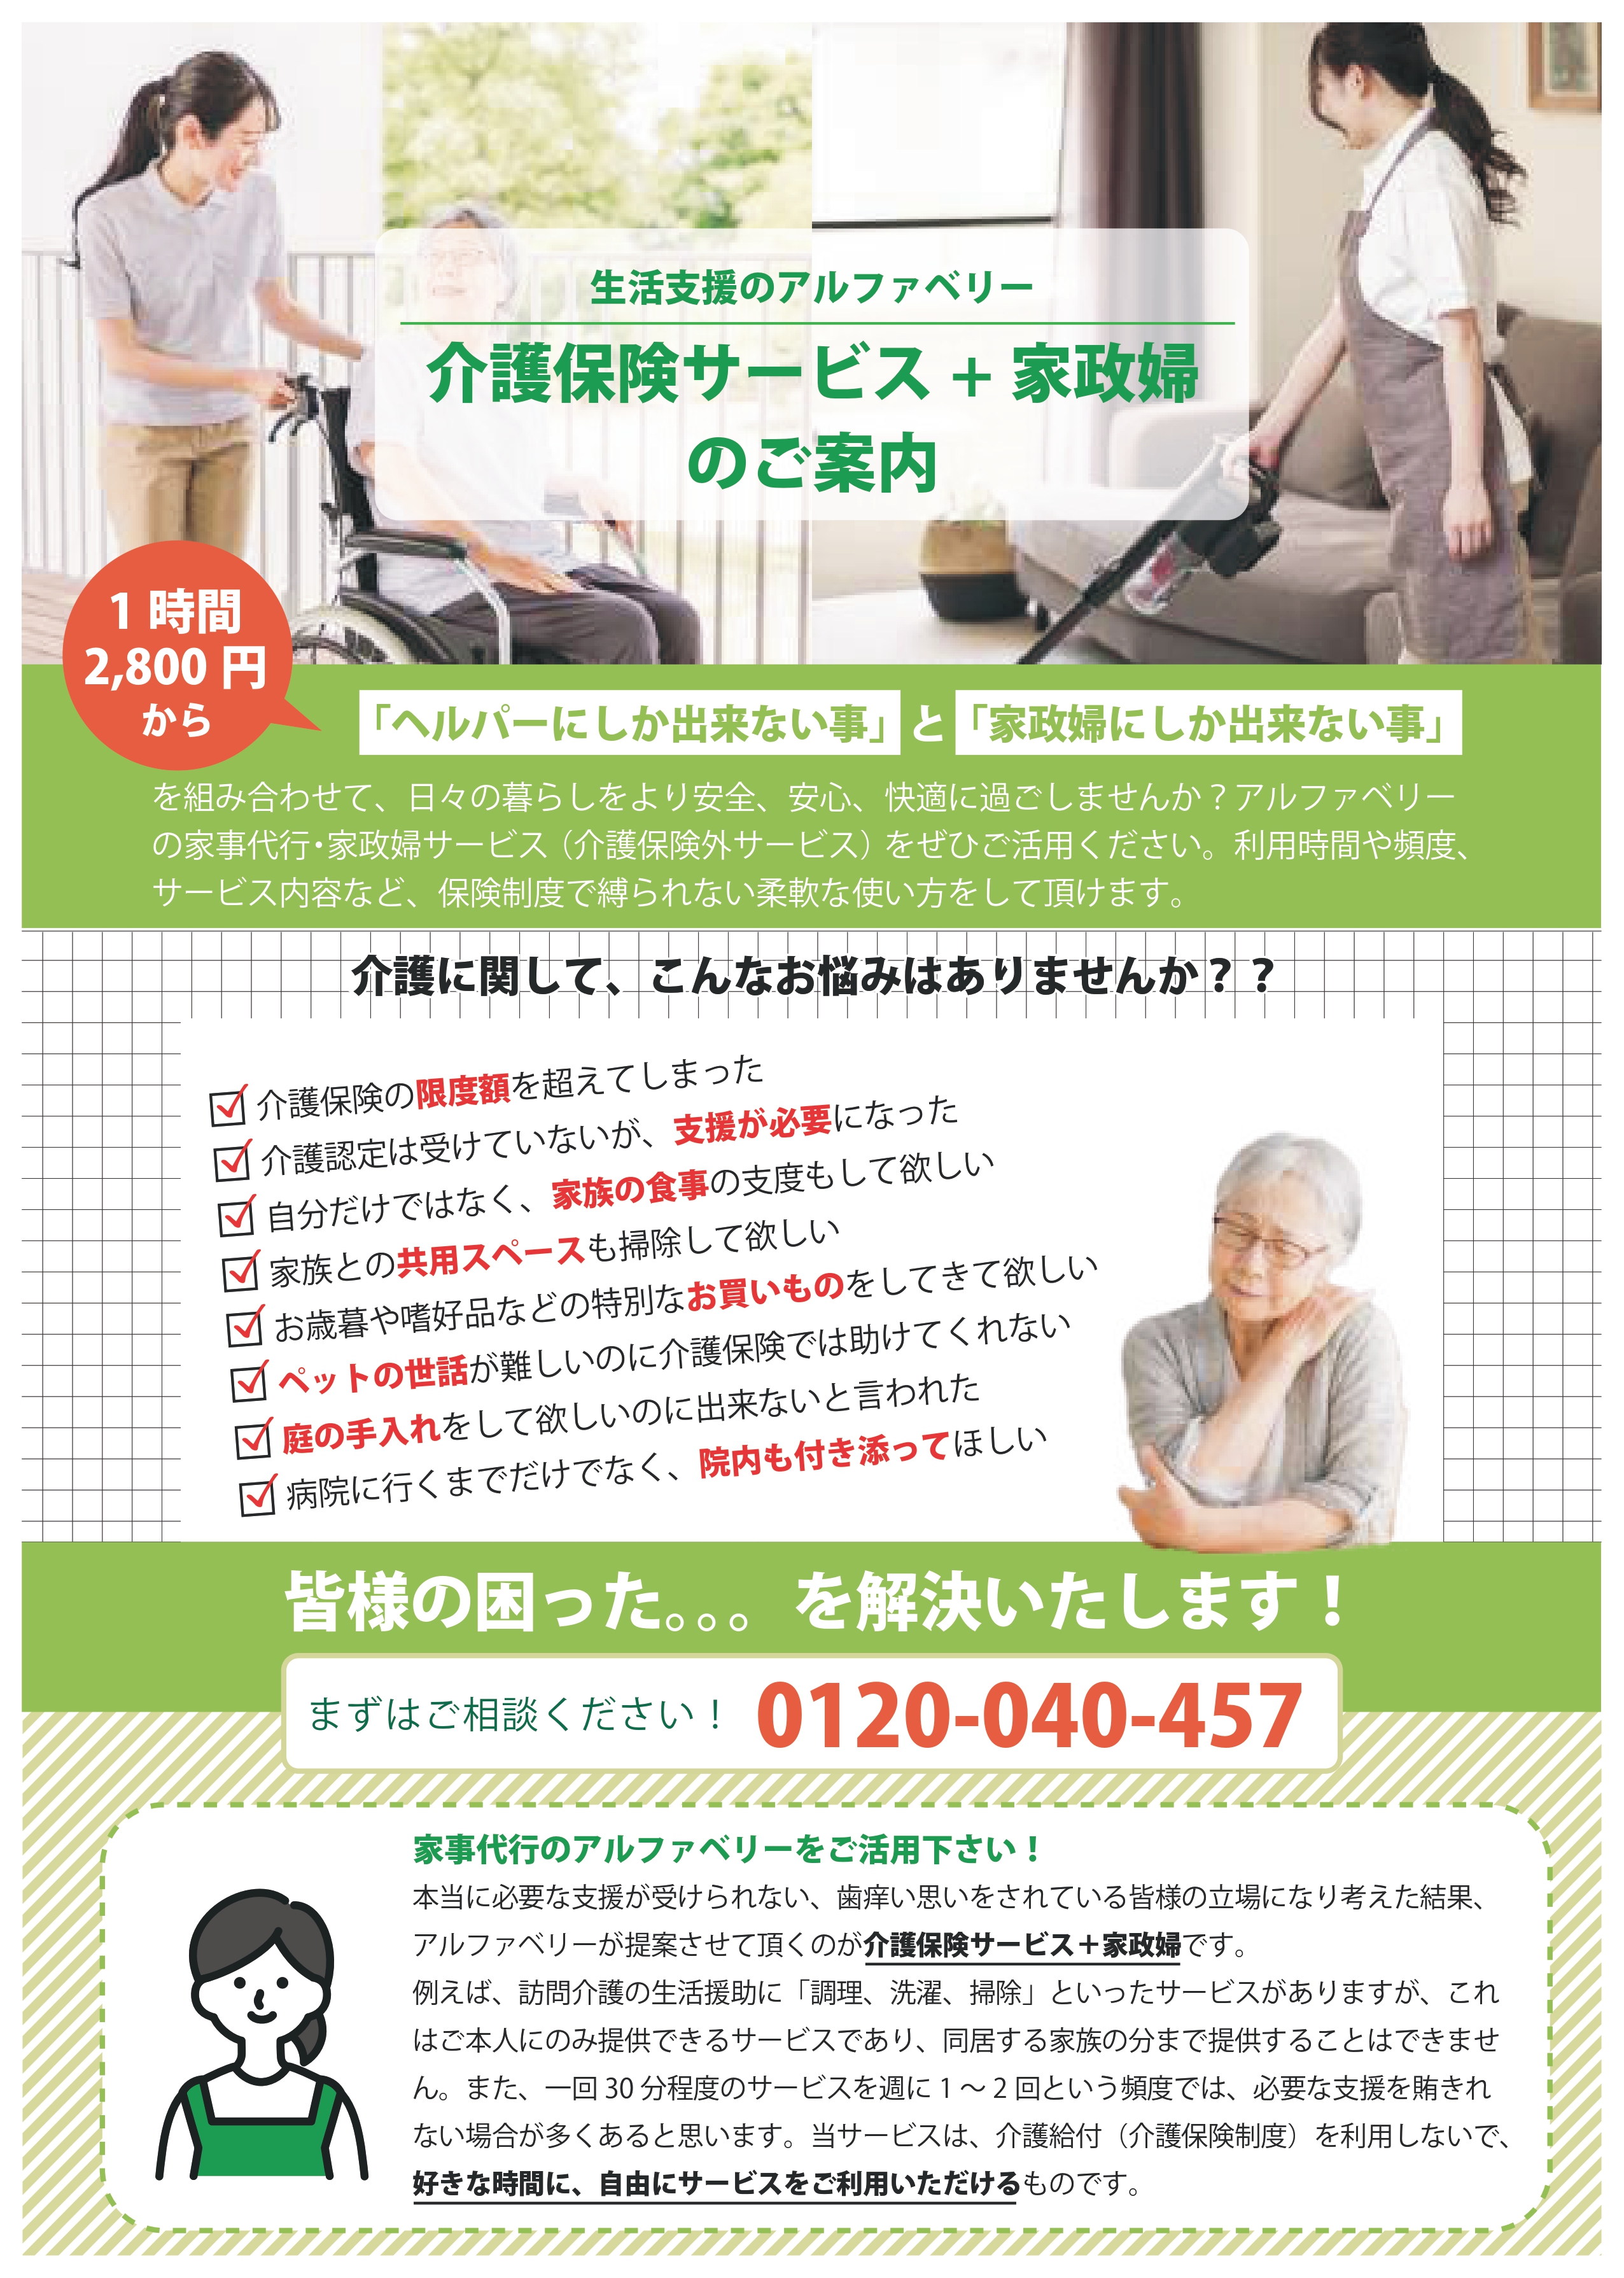 生活支援のアルファベリー
介護保険サービス + 家政婦
のご案内
1 時間
2,800 円
から
「ヘルパーにしか出来ない事」と「家政婦にしか出来ない事」
を組み合わせて、日々の暮らしをより安全、安心、快適に過ごしませんか？アルファベリー
の家事代行・家政婦サービス（介護保険外サービス）をぜひご活用ください。利用時間や頻度、
サービス内容など、保険制度で縛られない柔軟な使い方をして頂けます。
介護に関して、こんなお悩みはありませんか？？
介護保険の限度額を超えてしまった
介護認定は受けていないが、支援が必要になった
自分だけではなく、家族の食事の支度もして欲しい
家族との共用スペースも掃除して欲しい
お歳暮や嗜好品などの特別なお買いものをしてきて欲しい
ペットの世話が難しいのに介護保険では助けてくれない
庭の手入れをして欲しいのに出来ないと言われた
病院に行くまでだけでなく、院内も付き添ってほしい
皆様の困った。。。 を解決いたします！
まずはご相談ください！ 0120-040-457
家事代行のアルファベリーをご活用下さい！
本当に必要な支援が受けられない、歯痒い思いをされている皆様の立場になり考えた結果、
アルファベリーが提案させて頂くのが介護保険サービス＋家政婦です。
例えば、訪問介護の生活援助に「調理、洗濯、掃除」といったサービスがありますが、これ
はご本人にのみ提供できるサービスであり、同居する家族の分まで提供することはできませ
ん。また、一回 30 分程度のサービスを週に 1 ～ 2 回という頻度では、必要な支援を賄きれ
ない場合が多くあると思います。当サービスは、介護給付（介護保険制度）を利用しないで、
好きな時間に、自由にサービスをご利用いただけるものです。